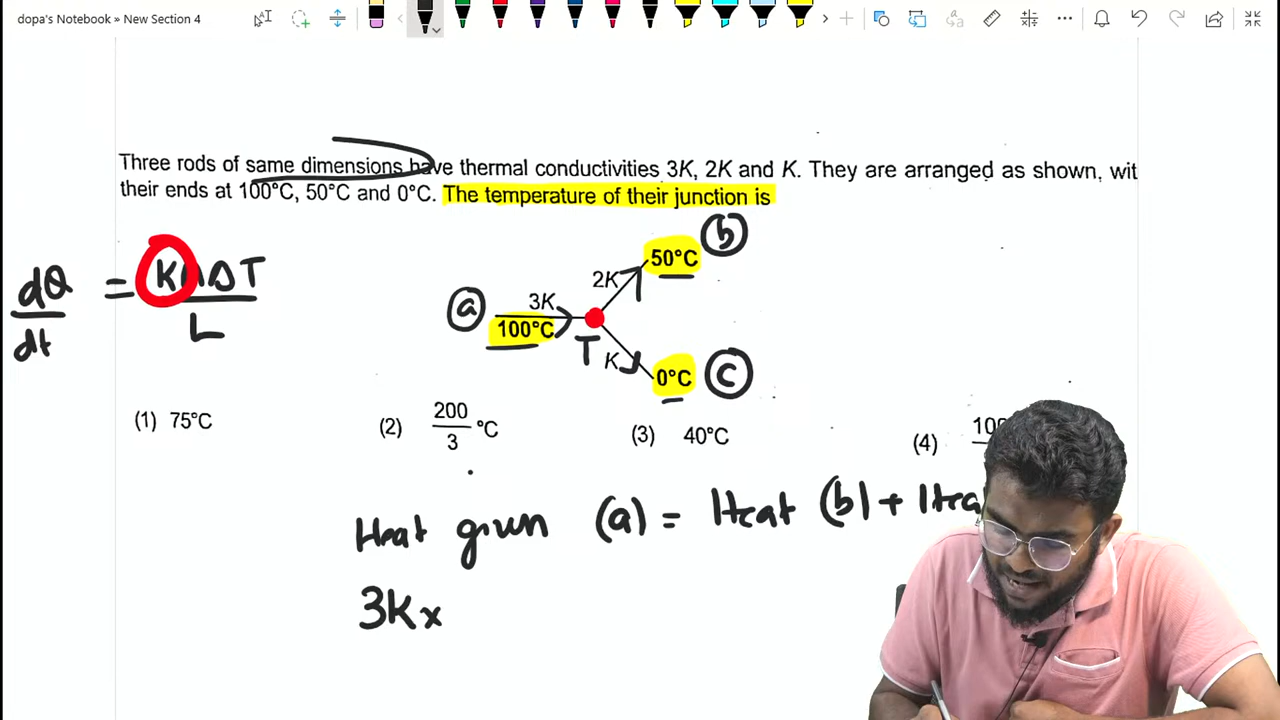 dopa's Notebook » New Section 4
Three rods of same dimensions have thermal conductivities 3K, 2K and K. They are arranged as shown, wit
their ends at 100°C, 50°C and 0°C. The temperature of their junction is
dQ/dt = KA ΔT/L
b
50°C
2K
a
3K
100°C
T
K
0°C
c
(1) 75°C
(2) 200/3 °C
(3) 40°C
(4)
Heat given (a) = Heat (b) +
3K x